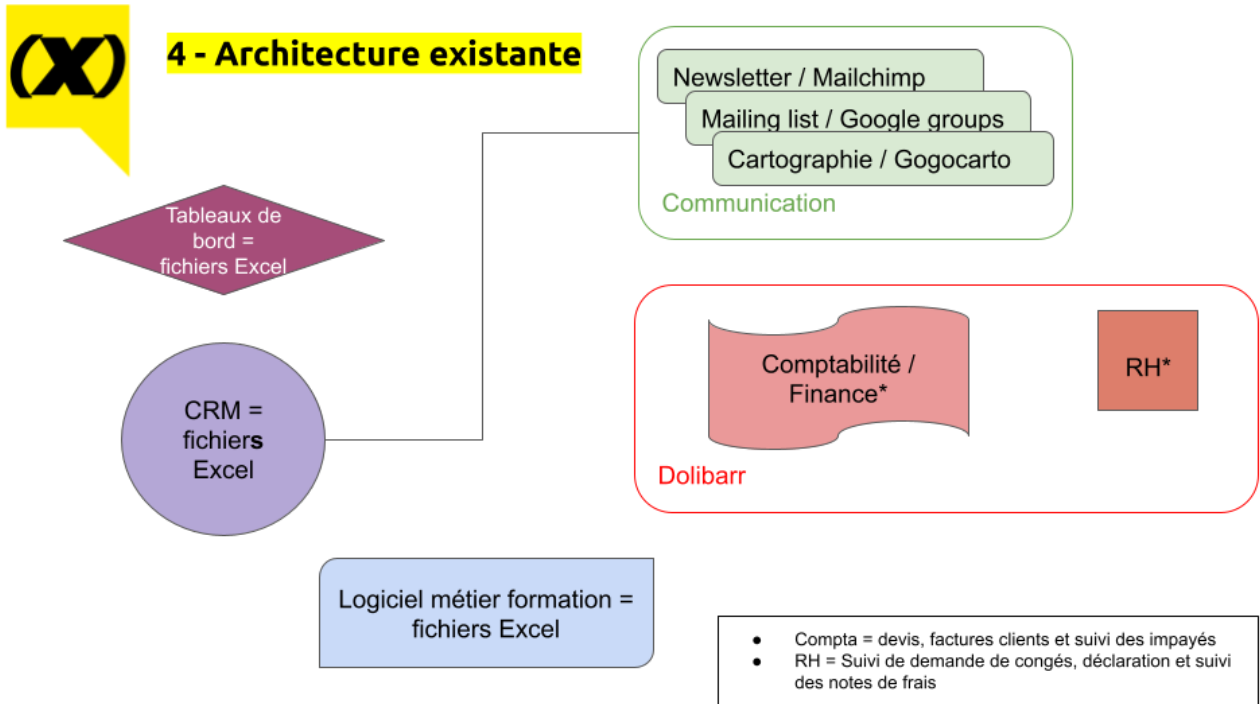 (X)
4 - Architecture existante
Newsletter / Mailchimp
Mailing list / Google groups
Cartographie / Gogocarto
Communication
Tableaux de
bord =
fichiers Excel
Comptabilité /
Finance*
RH*
CRM =
fichiers
Excel
Dolibarr
Logiciel métier formation =
fichiers Excel
● Compta = devis, factures clients et suivi des impayés
● RH = Suivi de demande de congés, déclaration et suivi
des notes de frais